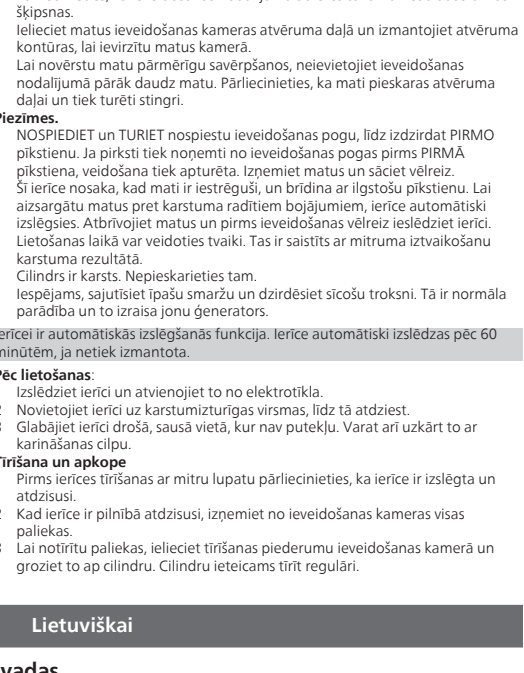 šķipsnas.
Ielieciet matus ieveidošanas kameras atvēruma daļā un izmantojiet atvēruma
kontūras, lai ievirzītu matus kamerā.
Lai novērstu matu pārmērīgu savērpšanos, neievietojiet ieveidošanas
nodalījumā pārāk daudz matu. Pārliecinieties, ka mati pieskaras atvēruma
daļai un tiek turēti stingri.
Piezīmes.
NOSPIEDIET un TURIET nospiestu ieveidošanas pogu, līdz izdzirdat PIRMO
pīkstienu. Ja pirksti tiek noņemti no ieveidošanas pogas pirms PIRMĀ
pīkstiena, veidošana tiek apturēta. Izņemiet matus un sāciet vēlreiz.
Šī ierīce nosaka, kad mati ir iestrēguši, un brīdina ar ilgstošu pīkstienu. Lai
aizsargātu matus pret karstuma radītiem bojājumiem, ierīce automātiski
izslēgsies. Atbrīvojiet matus un pirms ieveidošanas vēlreiz ieslēdziet ierīci.
Lietošanas laikā var veidoties tvaiki. Tas ir saistīts ar mitruma iztvaikošanu
karstuma rezultātā.
Cilindrs ir karsts. Nepieskarieties tam.
Iespējams, sajutīsiet īpašu smaržu un dzirdēsiet sīcošu troksni. Tā ir normāla
parādība un to izraisa jonu ģenerators.
Ierīcei ir automātiskās izslēgšanās funkcija. Ierīce automātiski izslēdzas pēc 60
minūtēm, ja netiek izmantota.
Pēc lietošanas:
Izslēdziet ierīci un atvienojiet to no elektrotīkla.
2 Novietojiet ierīci uz karstumizturīgas virsmas, līdz tā atdziest.
3 Glabājiet ierīci drošā, sausā vietā, kur nav putekļu. Varat arī uzkārt to ar
karināšanas cilpu.
Tīrīšana un apkope
Pirms ierīces tīrīšanas ar mitru lupatu pārliecinieties, ka ierīce ir izslēgta un
atdzisusi.
2 Kad ierīce ir pilnībā atdzisusi, izņemiet no ieveidošanas kameras visas
paliekas.
3 Lai notīrītu paliekas, ielieciet tīrīšanas piederumu ieveidošanas kamerā un
groziet to ap cilindru. Cilindru ieteicams tīrīt regulāri.
Lietuviškai